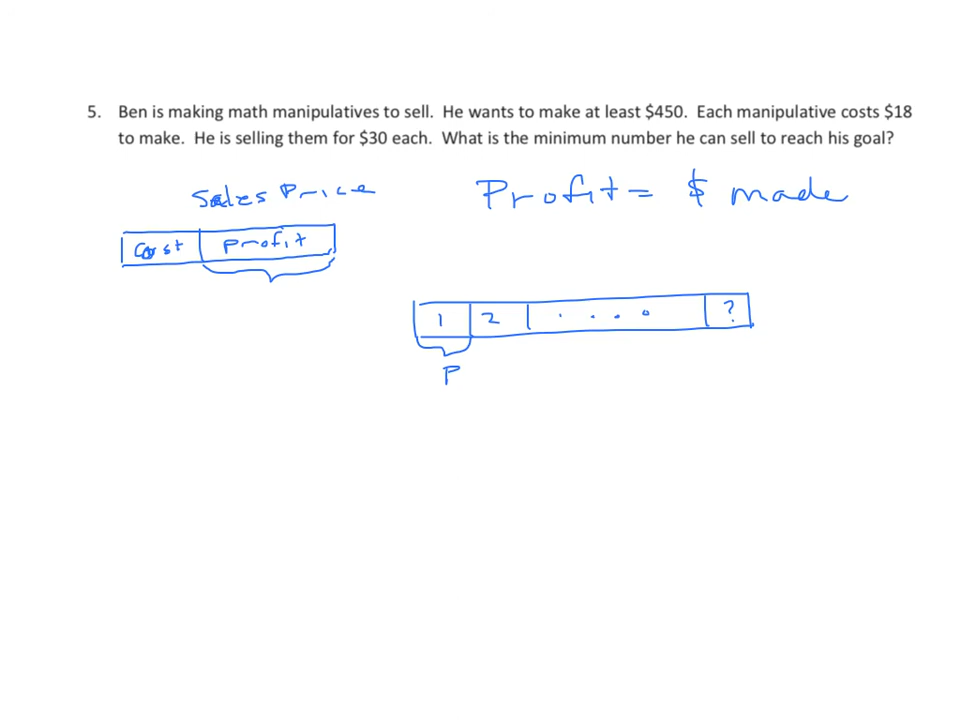 5. Ben is making math manipulatives to sell. He wants to make at least $450. Each manipulative costs $18
to make. He is selling them for $30 each. What is the minimum number he can sell to reach his goal?
Sales Price
Profit = $ made
Cost Profit
1 2 . . . . ?
P